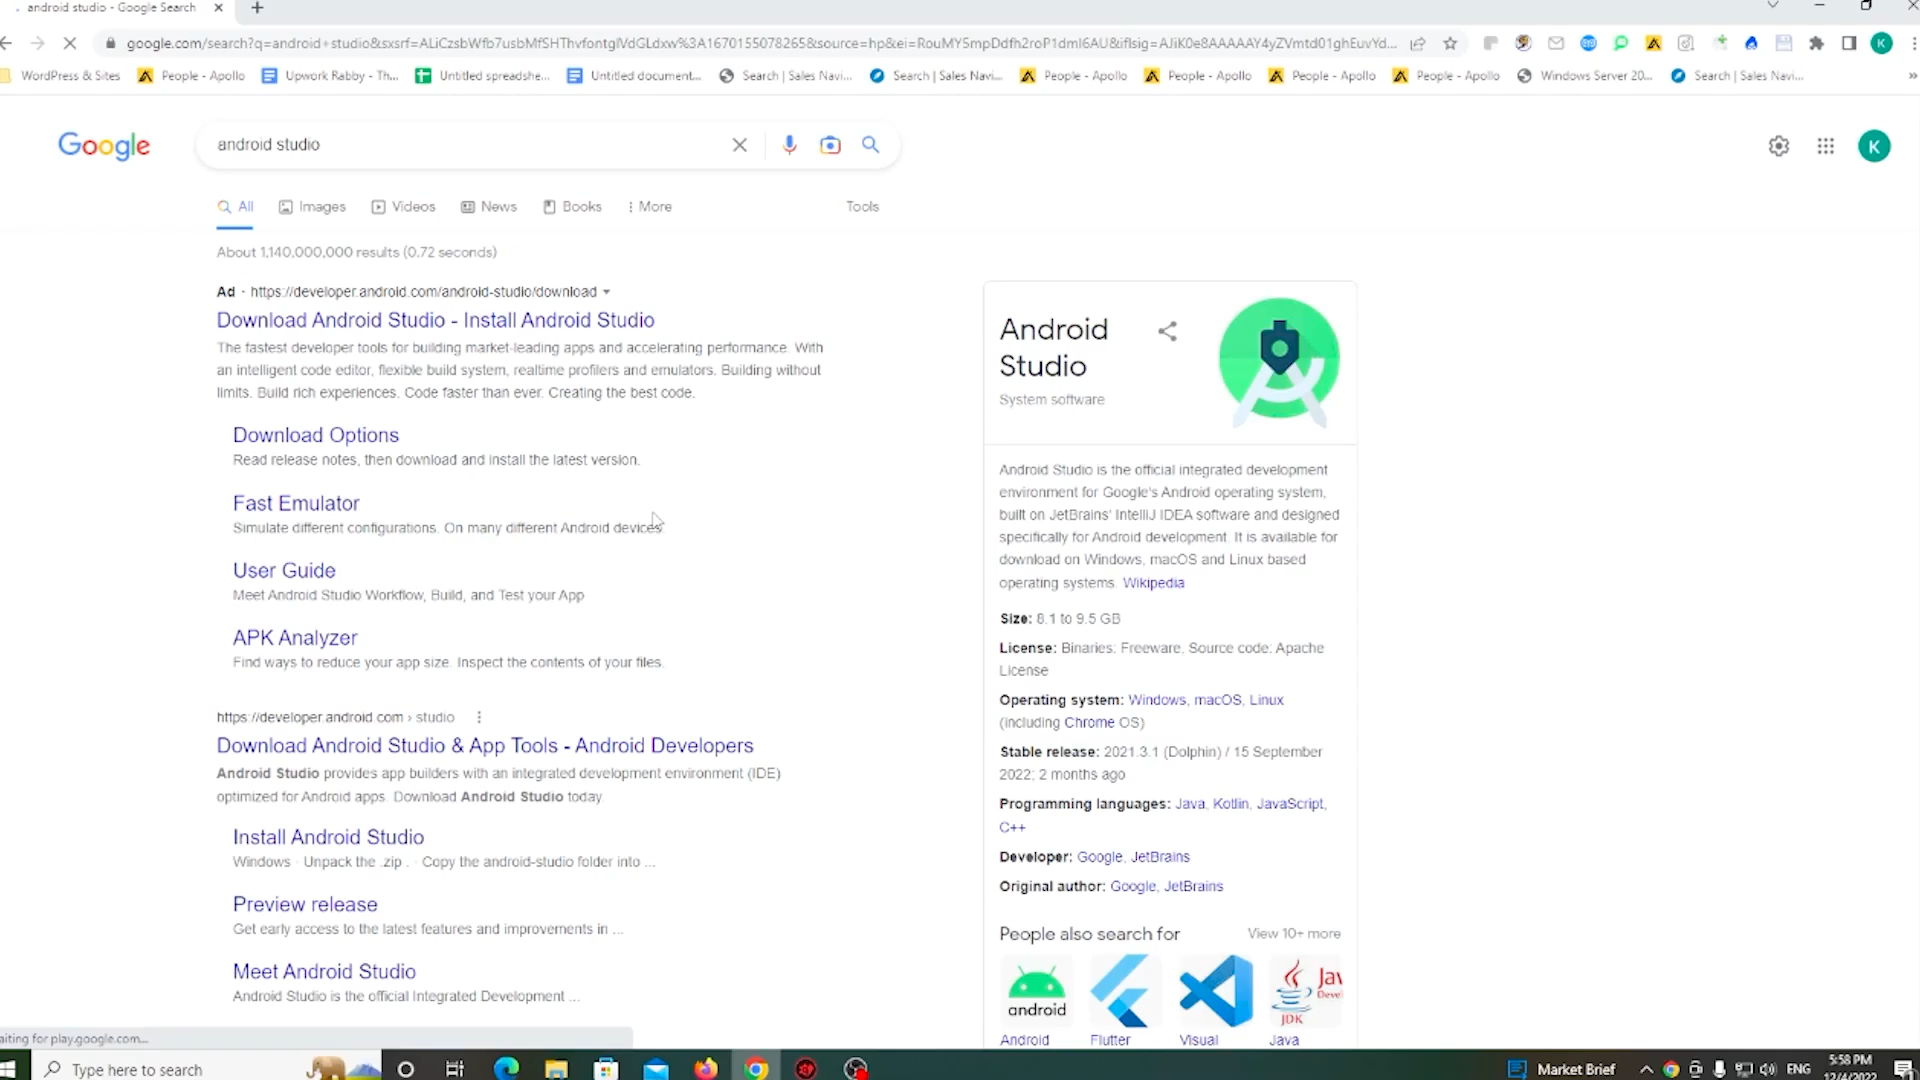 android studio - Google Search
google.com/search?q=android+studio&sxsrf=ALiCzsbWfb7usbMfSHThvfontglVdGLdxw%3A1670155078265&source=hp&ei=RouMY5mpDdfh2roP1dmI6AU&iflsig=AJiK0e8AAAAAY4yZVmtd01ghEuvYd...
WordPress & Sites
People - Apollo
Upwork Rabby - Th...
Untitled spreadshe...
Untitled document...
Search | Sales Navi...
Search | Sales Navi...
People - Apollo
People - Apollo
People - Apollo
People - Apollo
Windows Server 20...
Search | Sales Navi...
Google
android studio
K
All
Images
Videos
News
Books
More
Tools
About 1,140,000,000 results (0.72 seconds)
Ad · https://developer.android.com/android-studio/download
Download Android Studio - Install Android Studio
The fastest developer tools for building market-leading apps and accelerating performance. With
an intelligent code editor, flexible build system, realtime profilers and emulators. Building without
limits. Build rich experiences. Code faster than ever. Creating the best code.
Download Options
Read release notes, then download and install the latest version.
Fast Emulator
Simulate different configurations. On many different Android devices.
User Guide
Meet Android Studio Workflow, Build, and Test your App
APK Analyzer
Find ways to reduce your app size. Inspect the contents of your files.
https://developer.android.com › studio
Download Android Studio & App Tools - Android Developers
Android Studio provides app builders with an integrated development environment (IDE)
optimized for Android apps. Download Android Studio today.
Install Android Studio
Windows · Unpack the .zip . · Copy the android-studio folder into ...
Preview release
Get early access to the latest features and improvements in ...
Meet Android Studio
Android Studio is the official Integrated Development ...
Android
Studio
System software
Android Studio is the official integrated development
environment for Google's Android operating system,
built on JetBrains' IntelliJ IDEA software and designed
specifically for Android development. It is available for
download on Windows, macOS and Linux based
operating systems. Wikipedia
Size: 8.1 to 9.5 GB
License: Binaries: Freeware, Source code: Apache
License
Operating system: Windows, macOS, Linux
(including Chrome OS)
Stable release: 2021.3.1 (Dolphin) / 15 September
2022; 2 months ago
Programming languages: Java, Kotlin, JavaScript,
C++
Developer: Google, JetBrains
Original author: Google, JetBrains
People also search for
View 10+ more
android
JDK
Android
Flutter
Visual
Java
aiting for play.google.com...
Type here to search
Market Brief
ENG
5:58 PM
12/4/2022